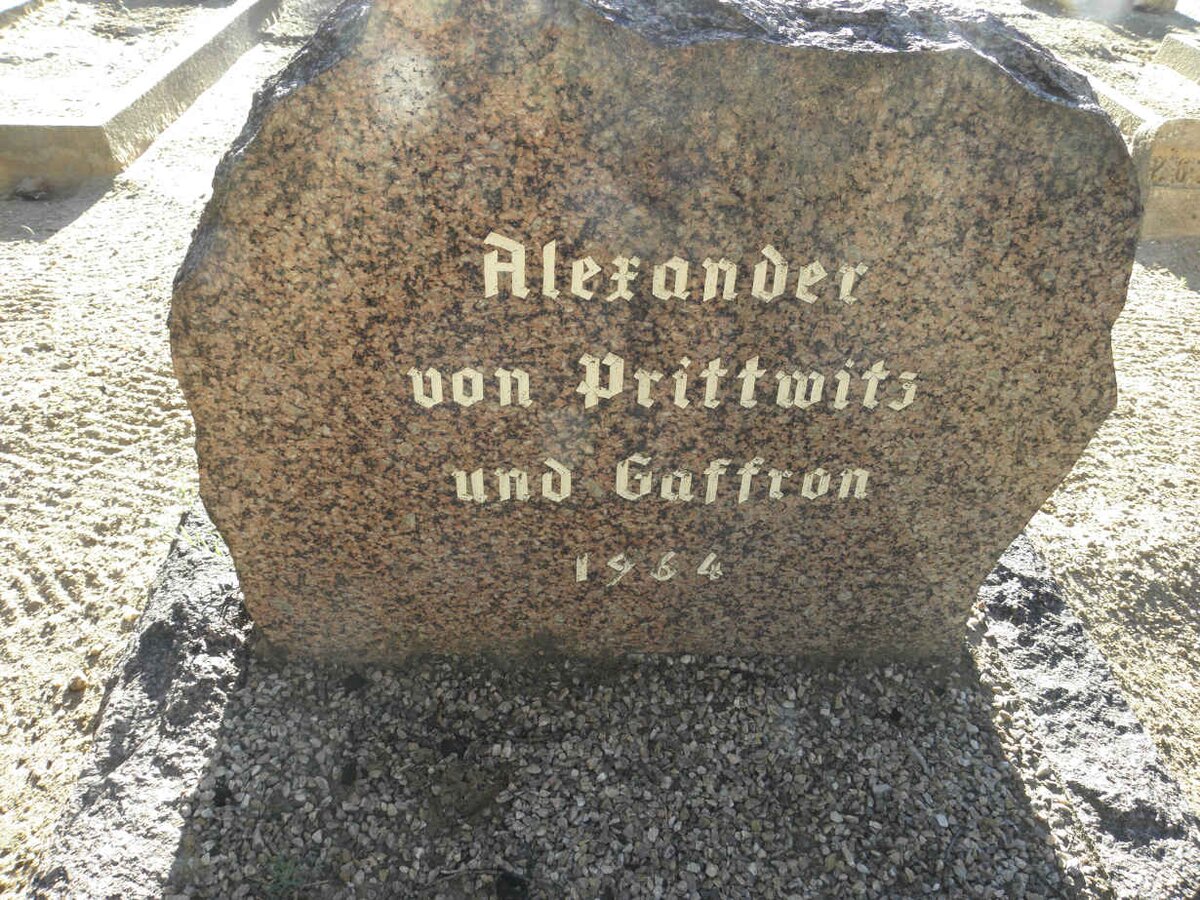 Alexander
von Prittwitz
und Gaffron
1964